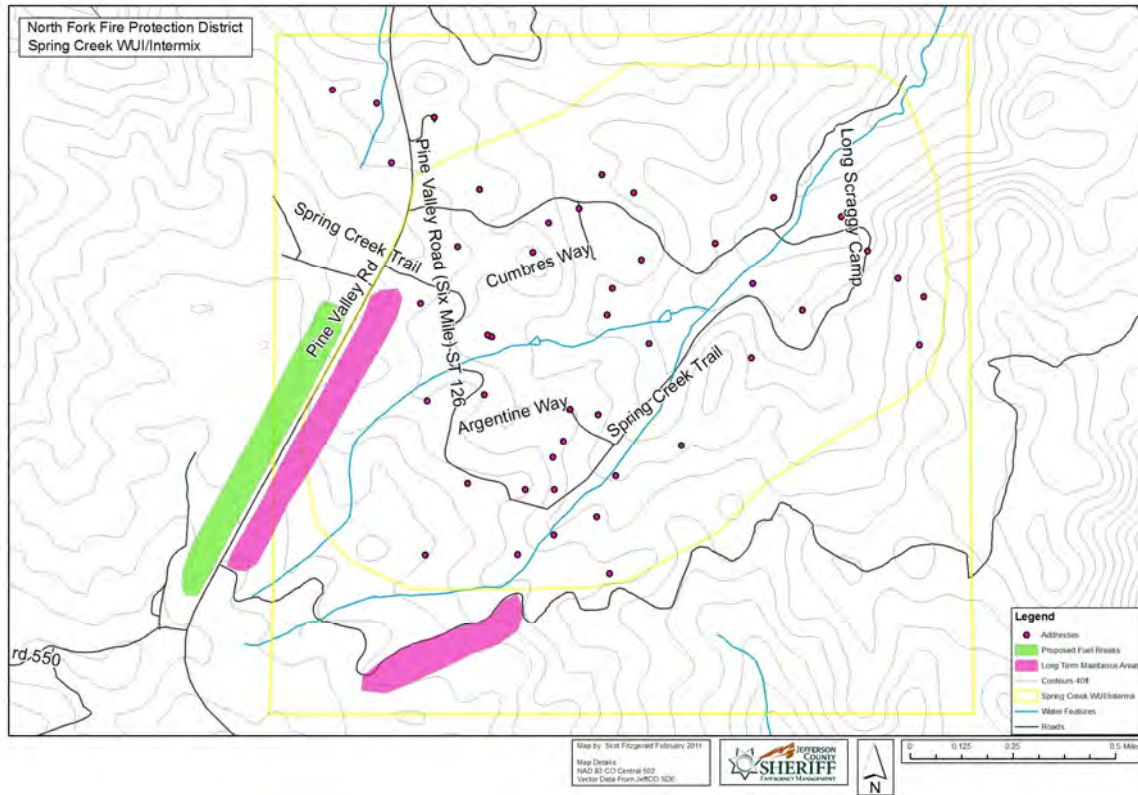 North Fork Fire Protection District
Spring Creek WUI/Intermix
Pine Valley Road (Six Mile) ST 126
Long Scraggy Camp
Spring Creek Trail
Cumbres Way
Pine Valley Rd
Spring Creek Trail
Argentine Way
rd 550
Legend
Addresses
Proposed Fuel Breaks
Long Term Maintance Areas
Contours 40ft
Spring Creek WUI/Intermix
Water Features
Roads
Map by: Scot Fitzgerald February 2011
Map Details:
NAD 83 CO Central 502
Vector Data From JeffCO SDE
JEFFERSON
COUNTY
SHERIFF
EMERGENCY MANAGEMENT
N
0 0.125 0.25 0.5 Miles